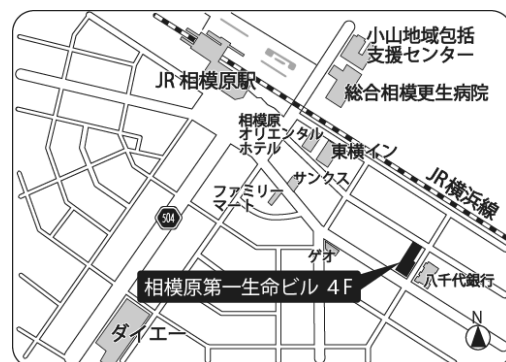 小山地域包括
支援センター
JR 相模原駅
総合相模更生病院
相模原
オリエンタル
ホテル
東横イン
JR横浜線
サンクス
ファミリー
マート
504
ゲオ
八千代銀行
相模原第一生命ビル 4F
ダイエー
N